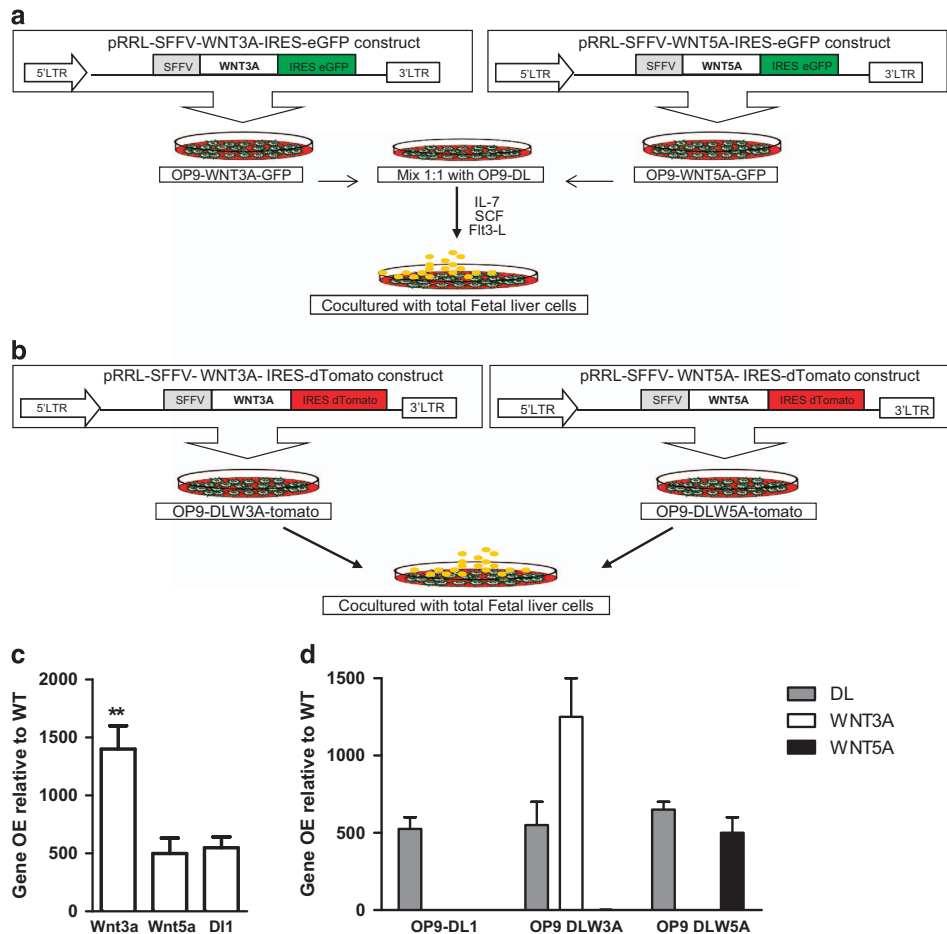 a
pRRL-SFFV-WNT3A-IRES-eGFP construct
5'LTR
SFFV
WNT3A
IRES eGFP
3'LTR
pRRL-SFFV-WNT5A-IRES-eGFP construct
5'LTR
SFFV
WNT5A
IRES eGFP
3'LTR
OP9-WNT3A-GFP
Mix 1:1 with OP9-DL
OP9-WNT5A-GFP
IL-7
SCF
Flt3-L
Cocultured with total Fetal liver cells
b
pRRL-SFFV- WNT3A- IRES-dTomato construct
5'LTR
SFFV
WNT3A
IRES dTomato
3'LTR
pRRL-SFFV- WNT5A- IRES-dTomato construct
5'LTR
SFFV
WNT5A
IRES dTomato
3'LTR
OP9-DLW3A-tomato
OP9-DLW5A-tomato
Cocultured with total Fetal liver cells
c
Gene OE relative to WT
2000
1500
1000
500
0
**
Wnt3a Wnt5a Dl1
d
Gene OE relative to WT
1500
1000
500
0
OP9-DL1 OP9 DLW3A OP9 DLW5A
DL
WNT3A
WNT5A